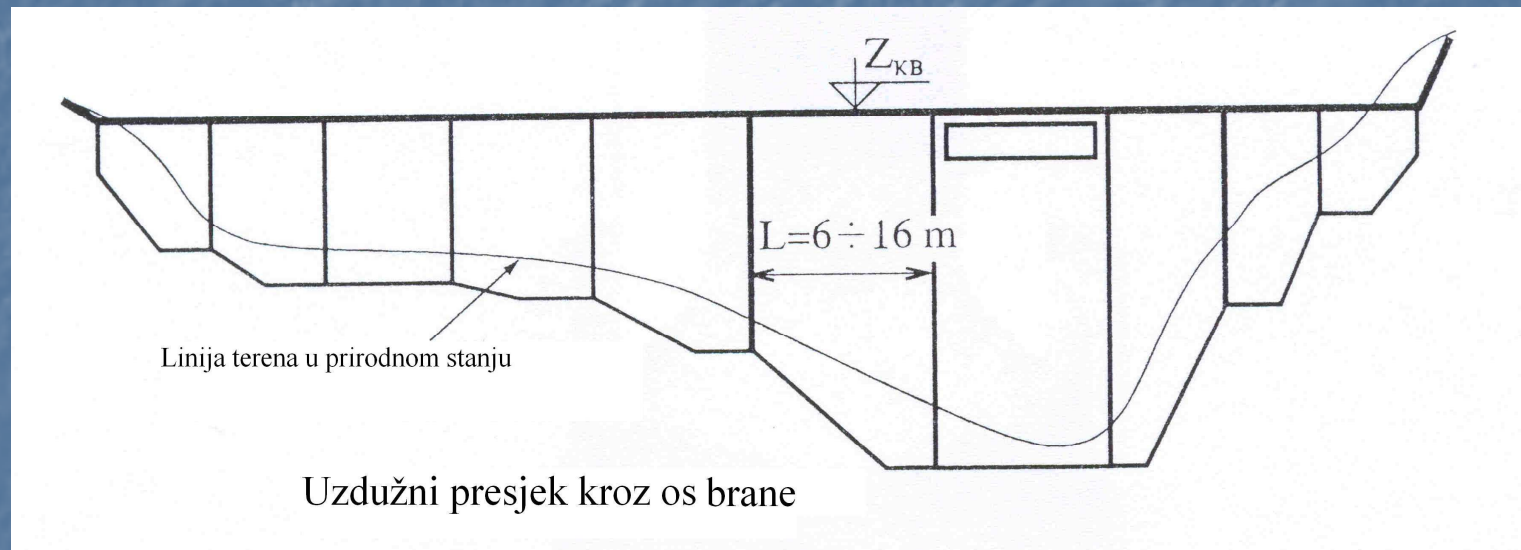 Z_KB
L=6÷16 m
Linija terena u prirodnom stanju
Uzdužni presjek kroz os brane